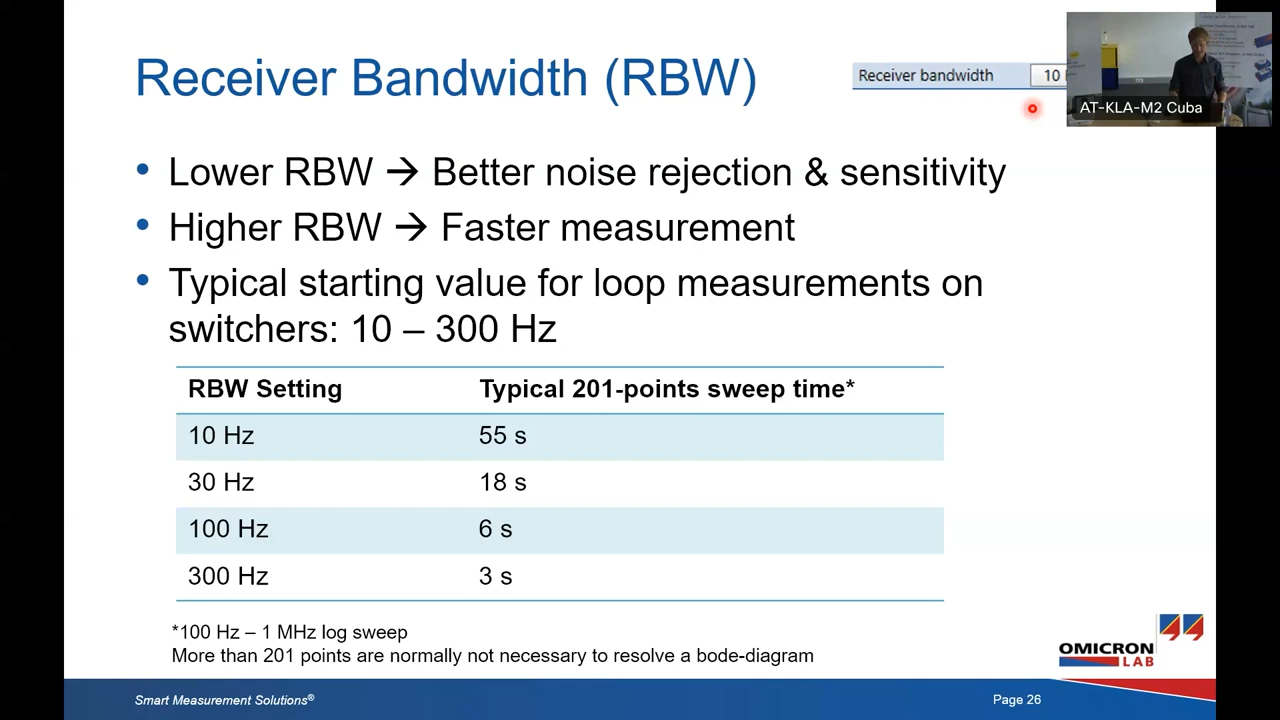 Receiver Bandwidth (RBW)
Receiver bandwidth 10
AT-KLA-M2 Cuba
• Lower RBW → Better noise rejection & sensitivity
• Higher RBW → Faster measurement
• Typical starting value for loop measurements on
switchers: 10 – 300 Hz
RBW Setting Typical 201-points sweep time*
10 Hz 55 s
30 Hz 18 s
100 Hz 6 s
300 Hz 3 s
*100 Hz – 1 MHz log sweep
More than 201 points are normally not necessary to resolve a bode-diagram
OMICRON
LAB
Smart Measurement Solutions® Page 26